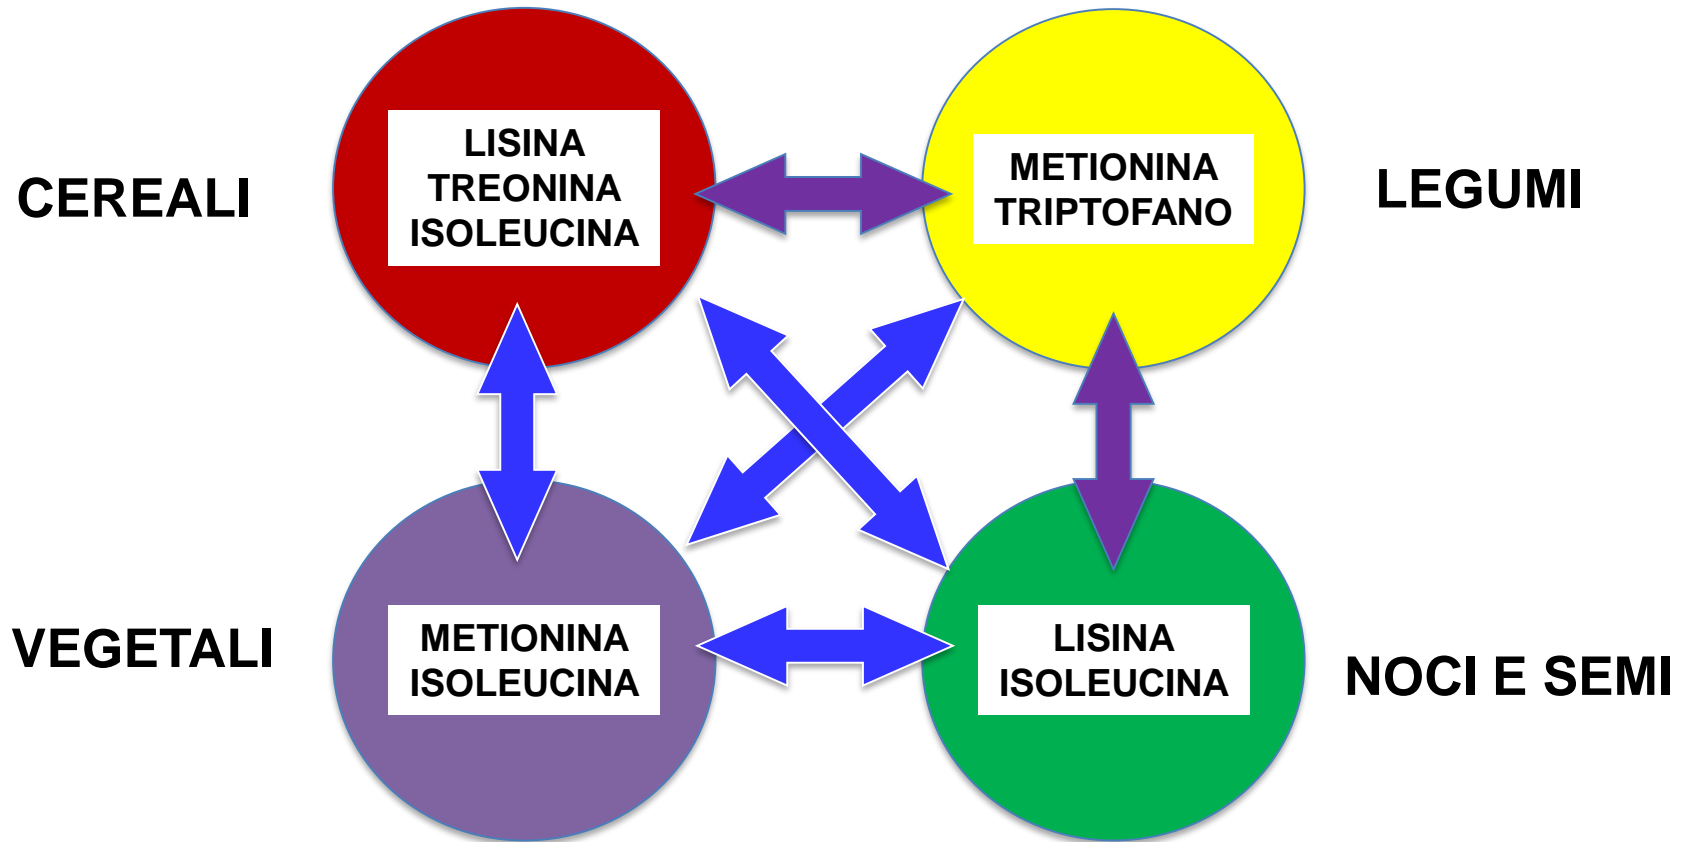 CEREALI
LISINA
TREONINA
ISOLEUCINA
METIONINA
TRIPTOFANO
LEGUMI
VEGETALI
METIONINA
ISOLEUCINA
LISINA
ISOLEUCINA
NOCI E SEMI